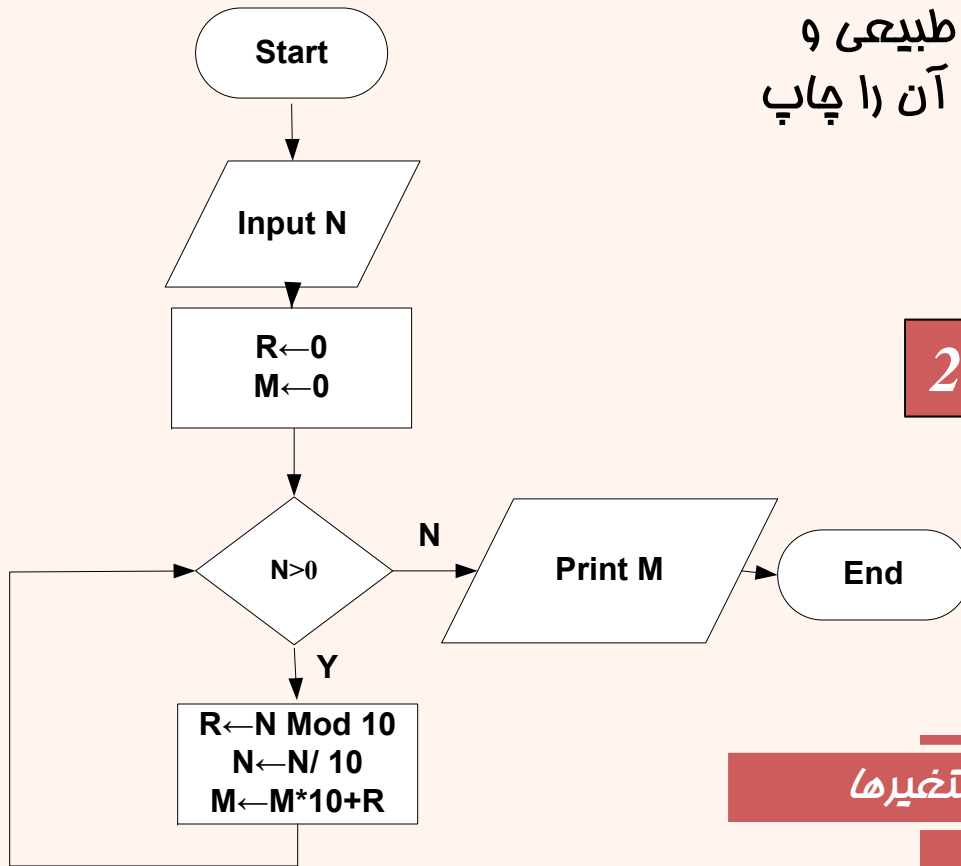 طبیعی و
آن را چاپ
Start
Input N
R←0
M←0
2
N>0
N
Print M
End
Y
R←N Mod 10
N←N/ 10
M←M*10+R
تغیرها